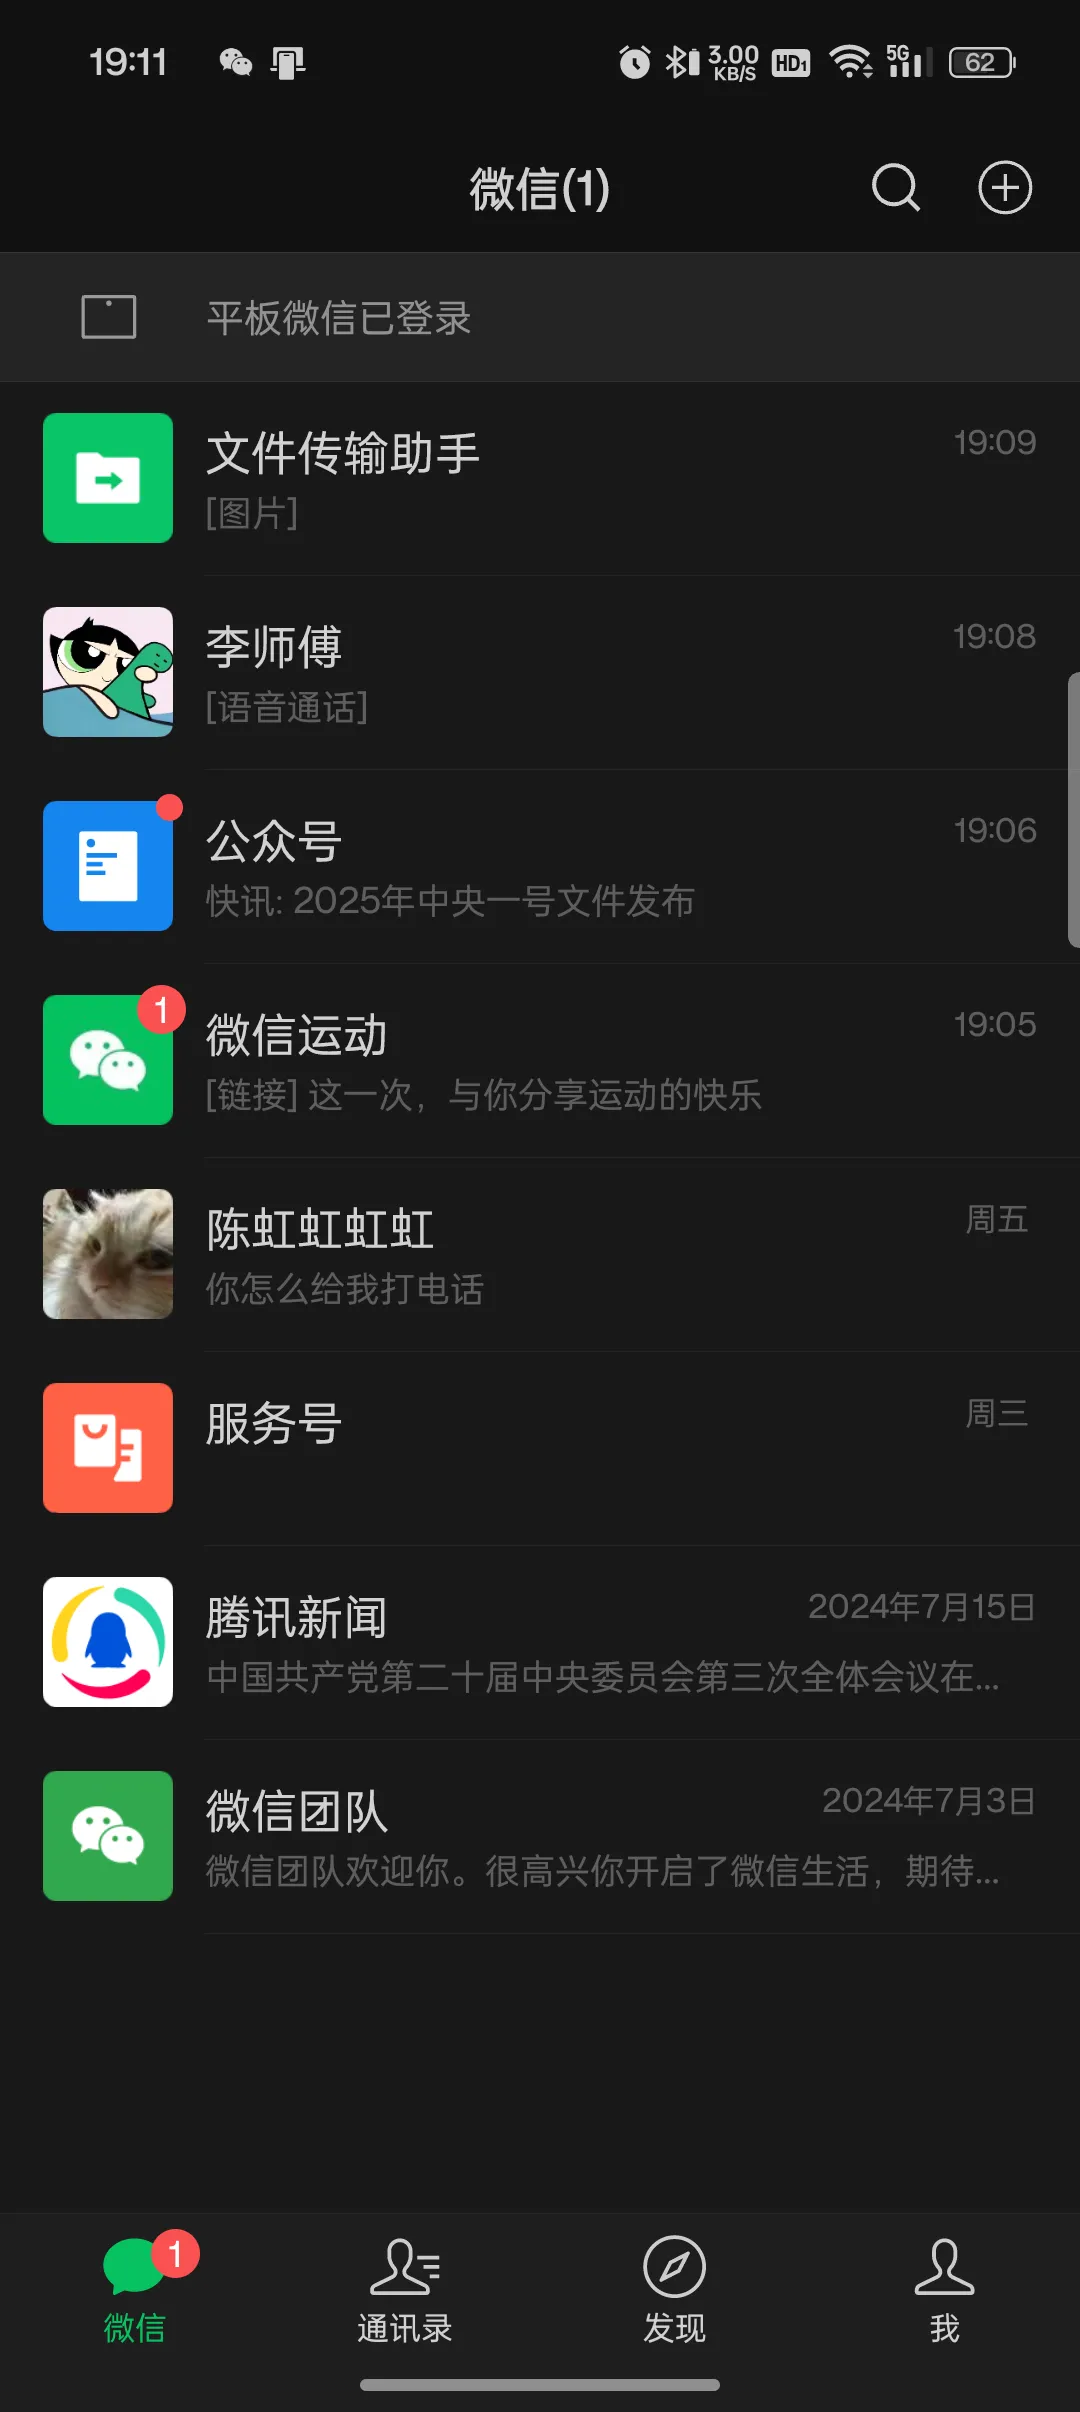 19:11
3.00
KB/S
HD1
5G
62
微信(1)
平板微信已登录
文件传输助手
19:09
[图片]
李师傅
19:08
[语音通话]
公众号
19:06
快讯: 2025年中央一号文件发布
1
微信运动
19:05
[链接] 这一次，与你分享运动的快乐
陈虹虹虹虹
周五
你怎么给我打电话
服务号
周三
腾讯新闻
2024年7月15日
中国共产党第二十届中央委员会第三次全体会议在...
微信团队
2024年7月3日
微信团队欢迎你。很高兴你开启了微信生活，期待...
1
微信
通讯录
发现
我